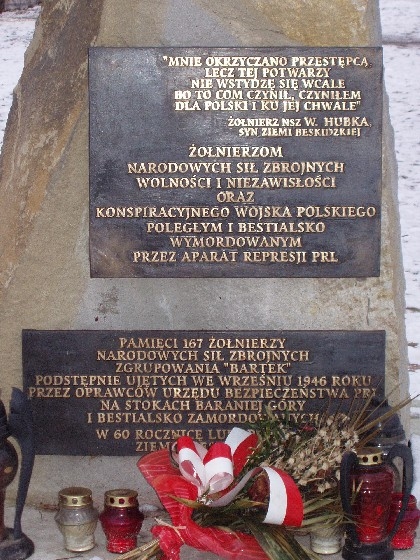 "MNIE OKRZYCZANO PRZESTĘPCĄ
LECZ TEJ POTWARZY
NIE WSTYDZĘ SIĘ WCALE
BO TO COM CZYNIŁ, CZYNIŁEM
DLA POLSKI I KU JEJ CHWALE"
ŻOŁNIERZ NSZ W. HUBKA,
SYN ZIEMI BESKIDZKIEJ
ŻOŁNIERZOM
NARODOWYCH SIŁ ZBROJNYCH
WOLNOŚCI I NIEZAWISŁOŚCI
ORAZ
KONSPIRACYJNEGO WOJSKA POLSKIEGO
POLEGŁYM I BESTIALSKO
WYMORDOWANYM
PRZEZ APARAT REPRESJI PRL
PAMIĘCI 167 ŻOŁNIERZY
NARODOWYCH SIŁ ZBROJNYCH
ZGRUPOWANIA "BARTEK"
PODSTĘPNIE UJĘTYCH WE WRZEŚNIU 1946 ROKU
PRZEZ OPRAWCÓW URZĘDU BEZPIECZEŃSTWA PRL
NA STOKACH BARANIEJ GÓRY
I BESTIALSKO ZAMORDOWANYCH
W 60 ROCZNICĘ